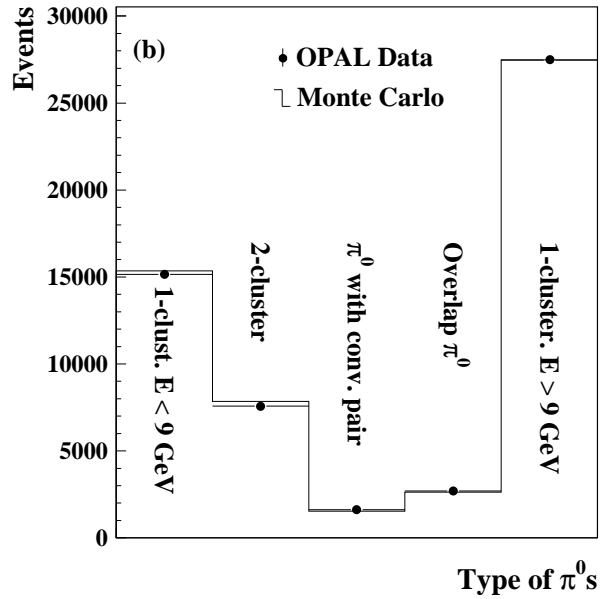 30000
25000
20000
15000
10000
5000
0
Events
(b)
OPAL Data
Monte Carlo
1-clust. E < 9 GeV
2-cluster
π⁰ with conv. pair
Overlap π⁰
1-cluster. E > 9 GeV
Type of π⁰s